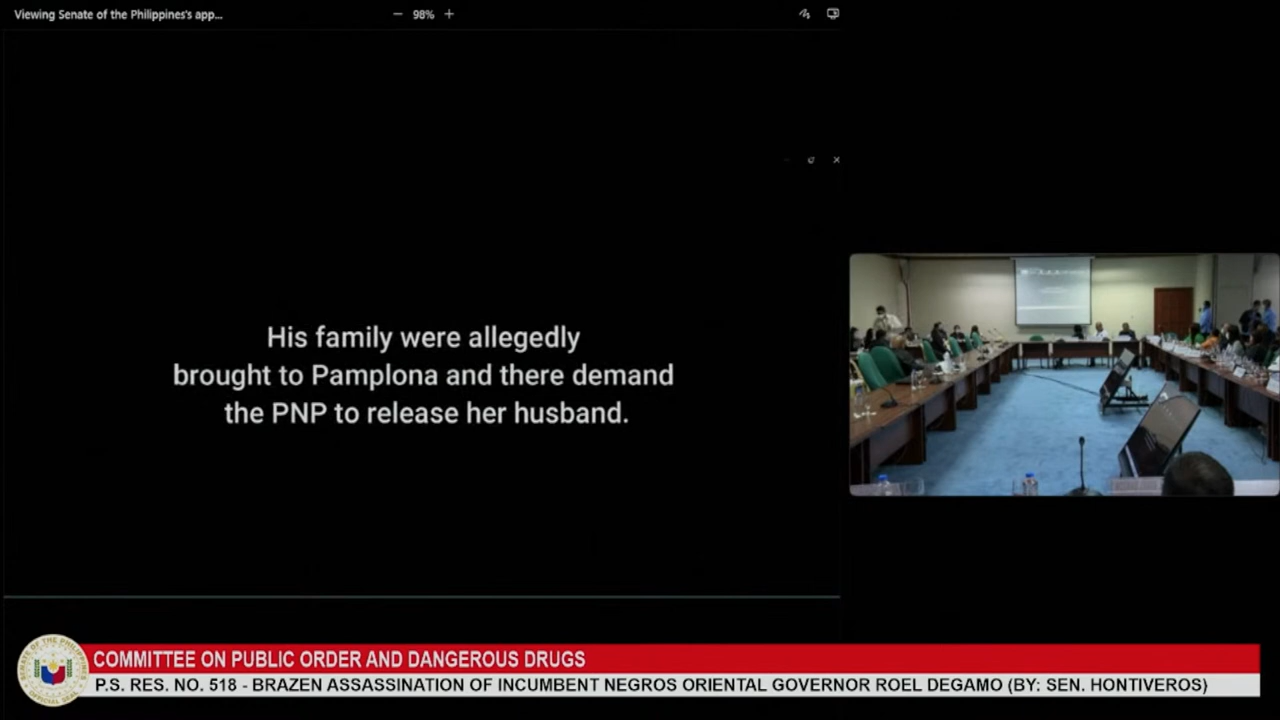 Viewing Senate of the Philippines's app...
98%
His family were allegedly
brought to Pamplona and there demand
the PNP to release her husband.
COMMITTEE ON PUBLIC ORDER AND DANGEROUS DRUGS
P.S. RES. NO. 518 - BRAZEN ASSASSINATION OF INCUMBENT NEGROS ORIENTAL GOVERNOR ROEL DEGAMO (BY: SEN. HONTIVEROS)